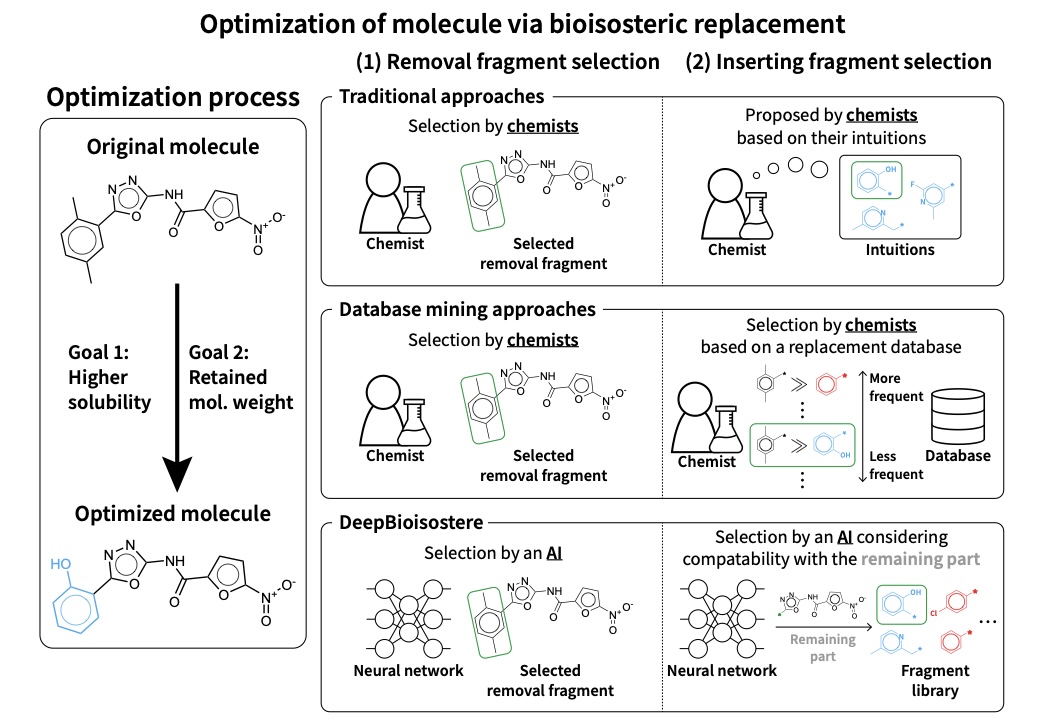 Optimization of molecule via bioisosteric replacement
(1) Removal fragment selection
(2) Inserting fragment selection
Optimization process
Original molecule
N N
NH
O
O
O
N
O-
O
Goal 1:
Higher
solubility
Goal 2:
Retained
mol. weight
Optimized molecule
HO
N N
NH
O
O
O
N
O-
O
Traditional approaches
Selection by chemists
N N
NH
O
O
O
N
O-
O
Chemist
Selected
removal fragment
Proposed by chemists
based on their intuitions
OH
*
F
N
*
N
*
Chemist
Intuitions
Database mining approaches
Selection by chemists
N N
NH
O
O
O
N
O-
O
Chemist
Selected
removal fragment
Selection by chemists
based on a replacement database
* >> *
More
frequent
* >> *
OH
Less
frequent
Chemist
Database
DeepBioisostere
Selection by an AI
N N
NH
O
O
O
N
O-
O
Neural network
Selected
removal fragment
Selection by an AI considering
compatability with the remaining part
N N
NH
O
O
O
N
O-
O
OH
*
Cl
*
N
*
*
...
Remaining
part
Neural network
Fragment
library